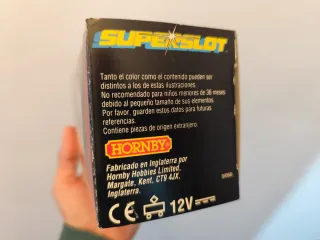 SUPERSLOT
Tanto el color como el contenido pueden ser
distintos a los de estas ilustraciones.
No recomendado para niños menores de 36 meses
debido al pequeño tamaño de sus elementos.
Por favor, guarden estos datos para futuras
referencias.
Contiene piezas de origen extranjero.
HORNBY
Fabricado en Inglaterra por
Hornby Hobbies Limited,
Margate, Kent, CT9 4JX.
Inglaterra.
CE 12V